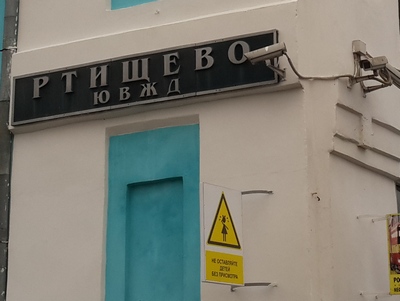 РТИЩЕВО
ЮВЖД
НЕ ОСТАВЛЯЙТЕ
ДЕТЕЙ
БЕЗ ПРИСМОТРА